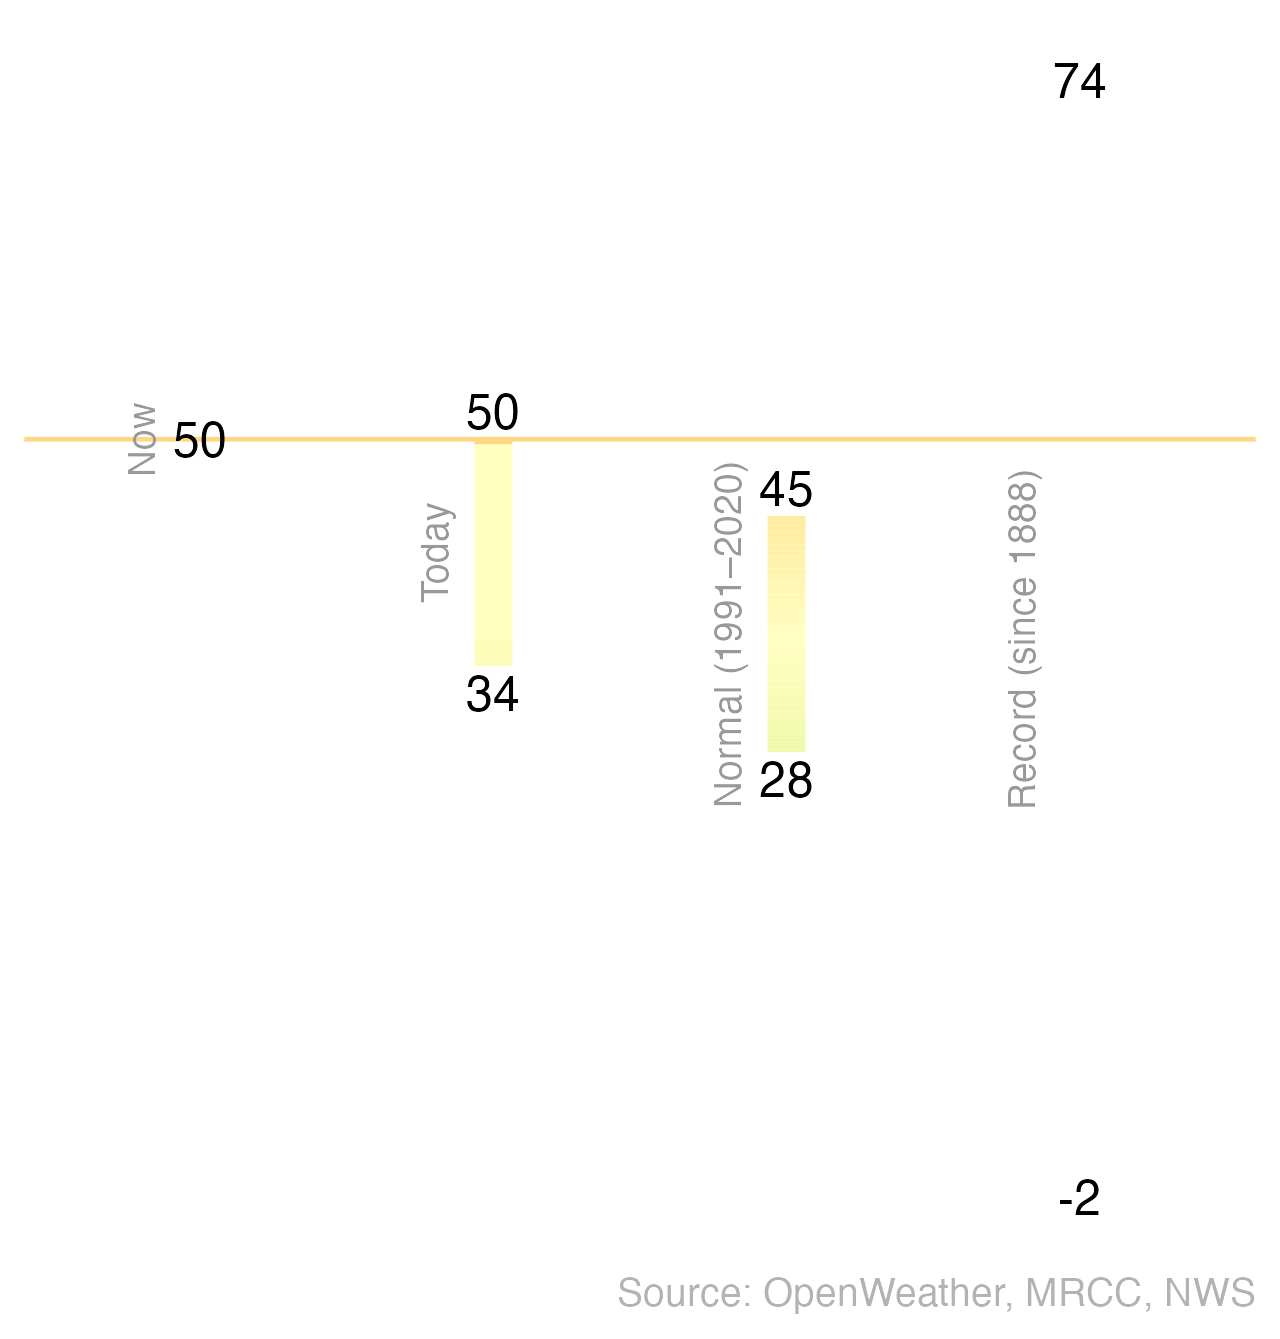 74
Now
50
50
Today
34
Normal (1991–2020)
45
28
Record (since 1888)
-2
Source: OpenWeather, MRCC, NWS